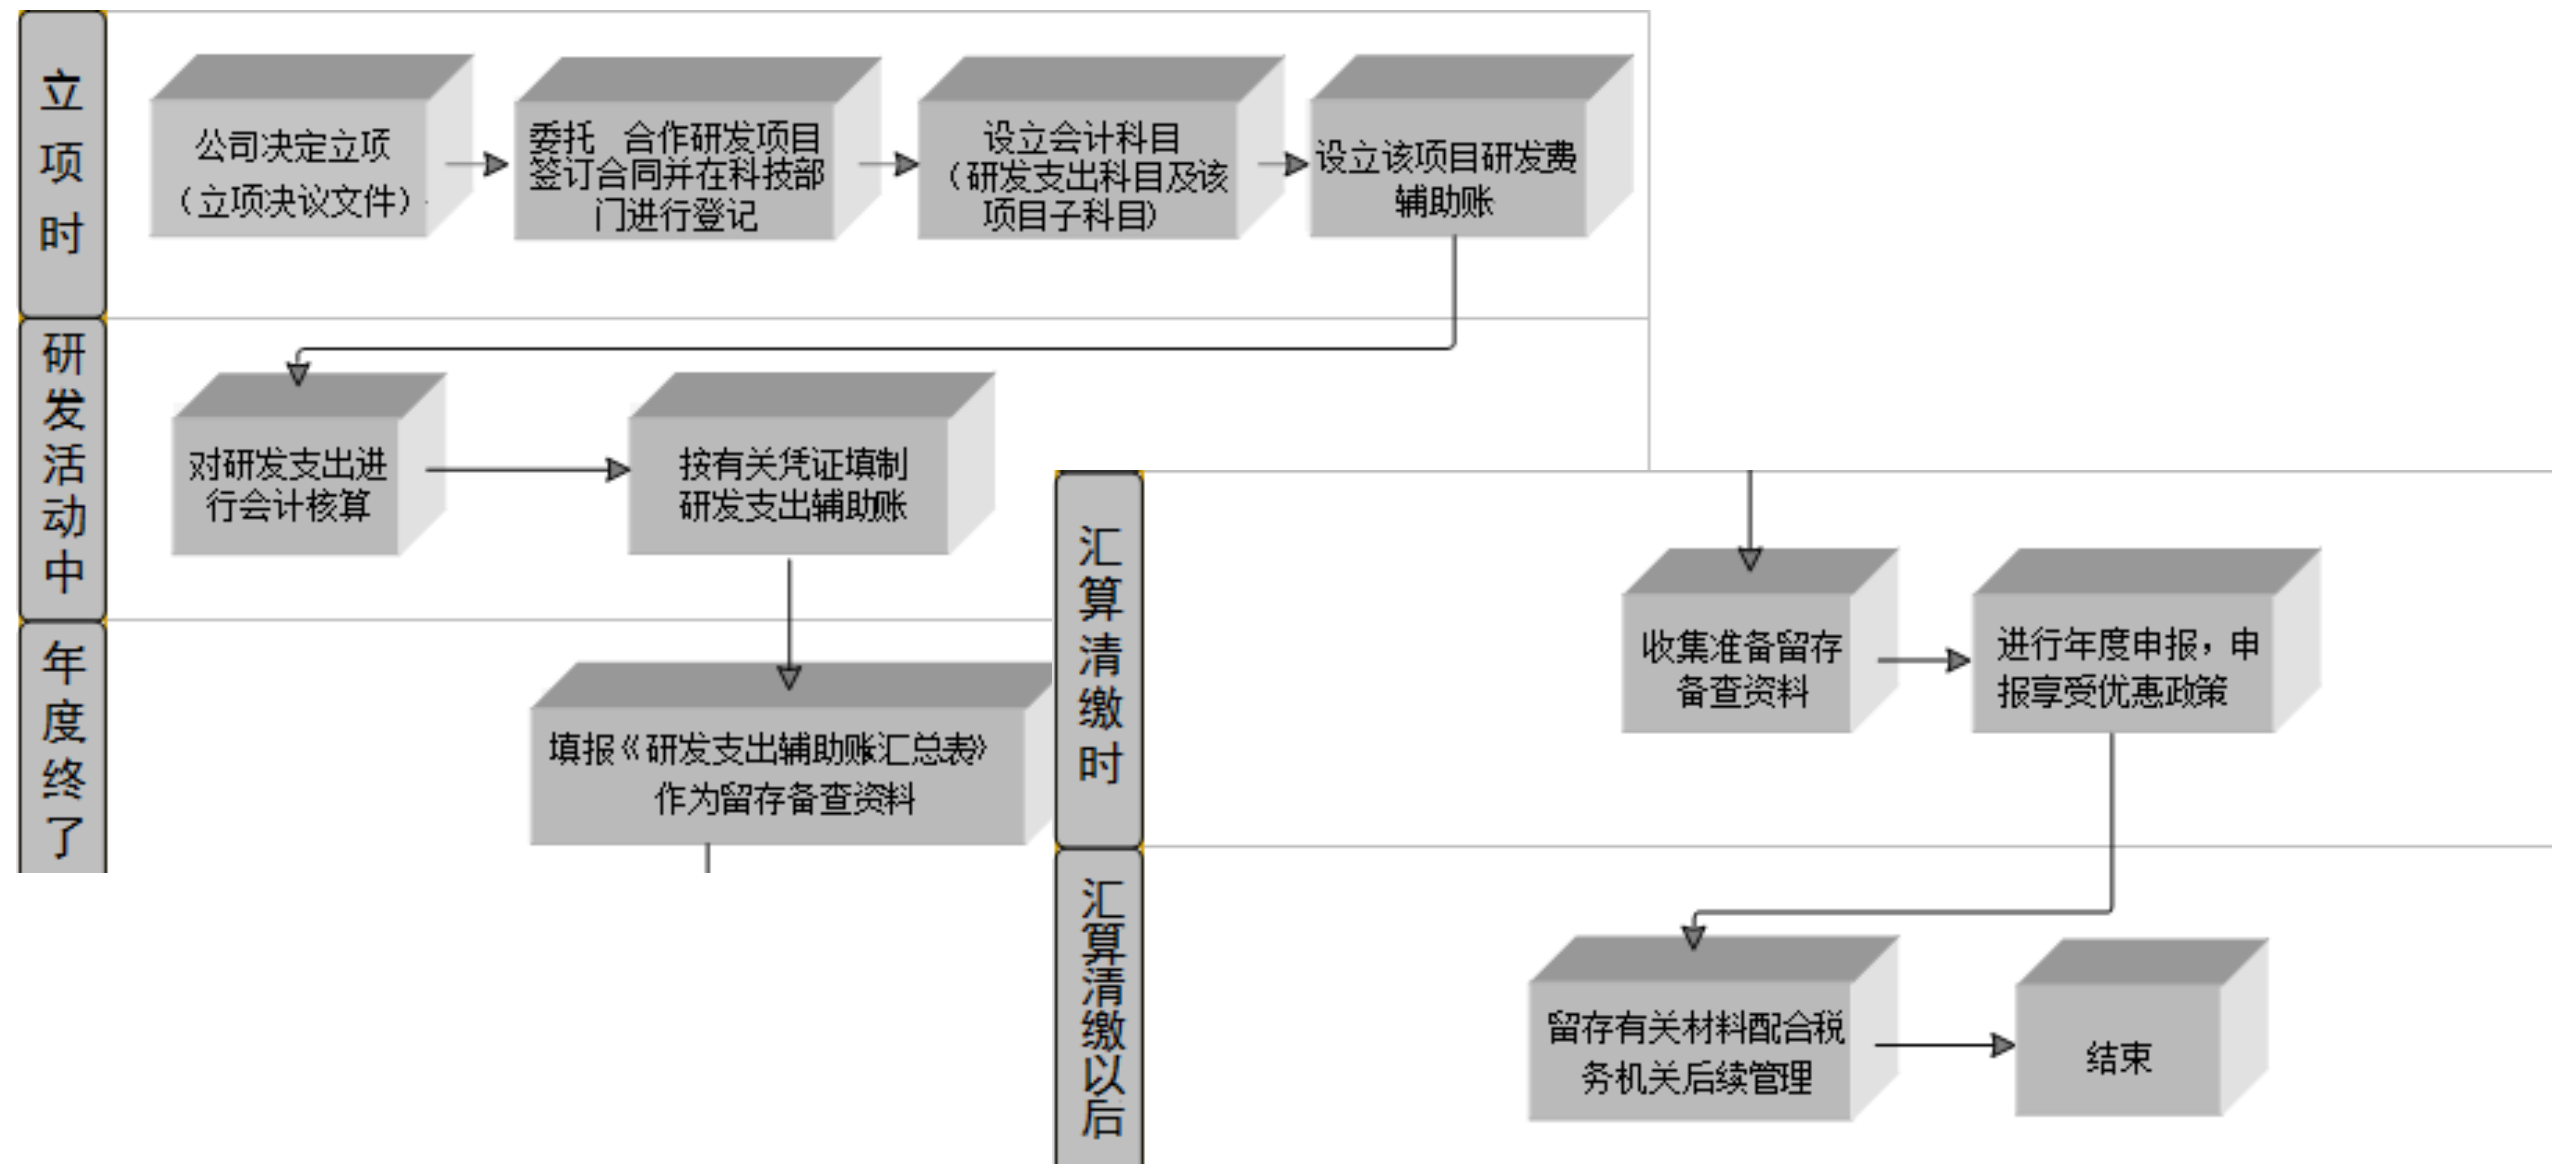 立项时
公司决定立项
（立项决议文件）
委托 合作研发项目
签订合同并在科技部
门进行登记
设立会计科目
（研发支出科目及该
项目子科目）
设立该项目研发费
辅助账
研发活动中
对研发支出进
行会计核算
按有关凭证填制
研发支出辅助账
年度终了
填报《研发支出辅助账汇总表》
作为留存备查资料
汇算清缴时
收集准备留存
备查资料
进行年度申报，申
报享受优惠政策
汇算清缴以后
留存有关材料配合税
务机关后续管理
结束